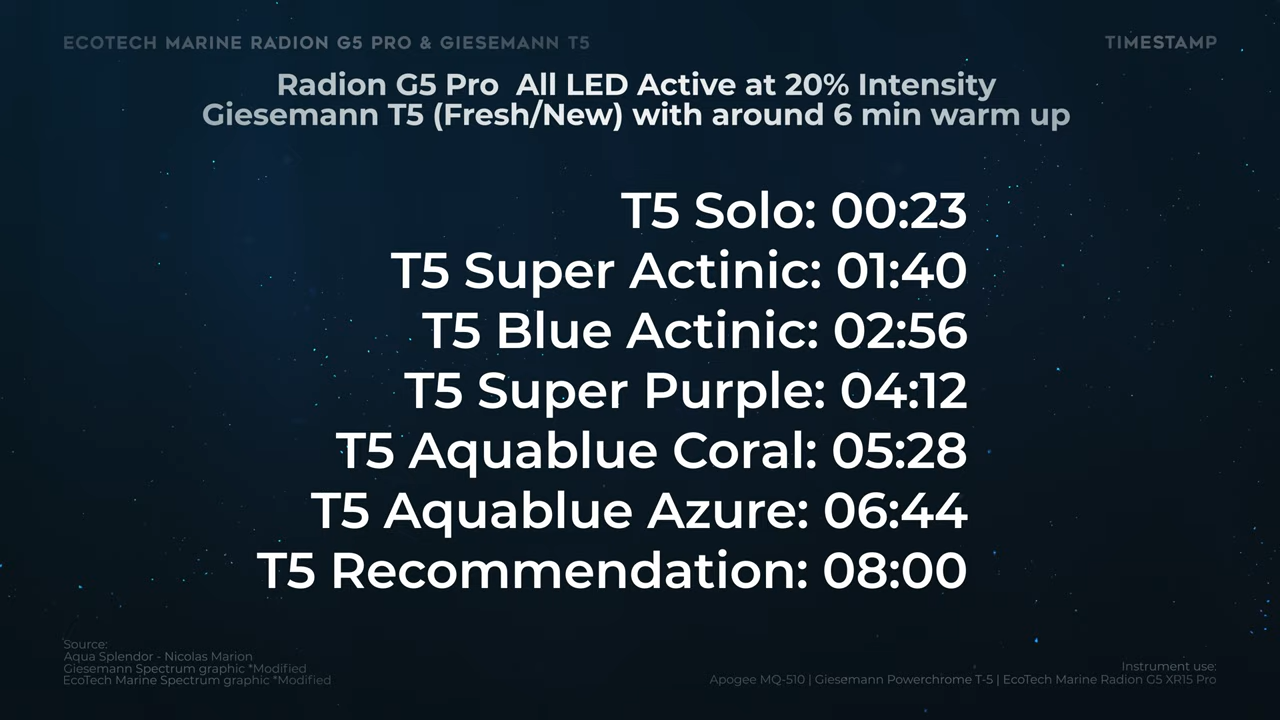 ECOTECH MARINE RADION G5 PRO & GIESEMANN T5
TIMESTAMP
Radion G5 Pro  All LED Active at 20% Intensity
Giesemann T5 (Fresh/New) with around 6 min warm up
T5 Solo: 00:23
T5 Super Actinic: 01:40
T5 Blue Actinic: 02:56
T5 Super Purple: 04:12
T5 Aquablue Coral: 05:28
T5 Aquablue Azure: 06:44
T5 Recommendation: 08:00
Source:
Aqua Splendor - Nicolas Marion
Giesemann Spectrum graphic *Modified
EcoTech Marine Spectrum graphic *Modified
Instrument use:
Apogee MQ-510 | Giesemann Powerchrome T-5 | EcoTech Marine Radion G5 XR15 Pro